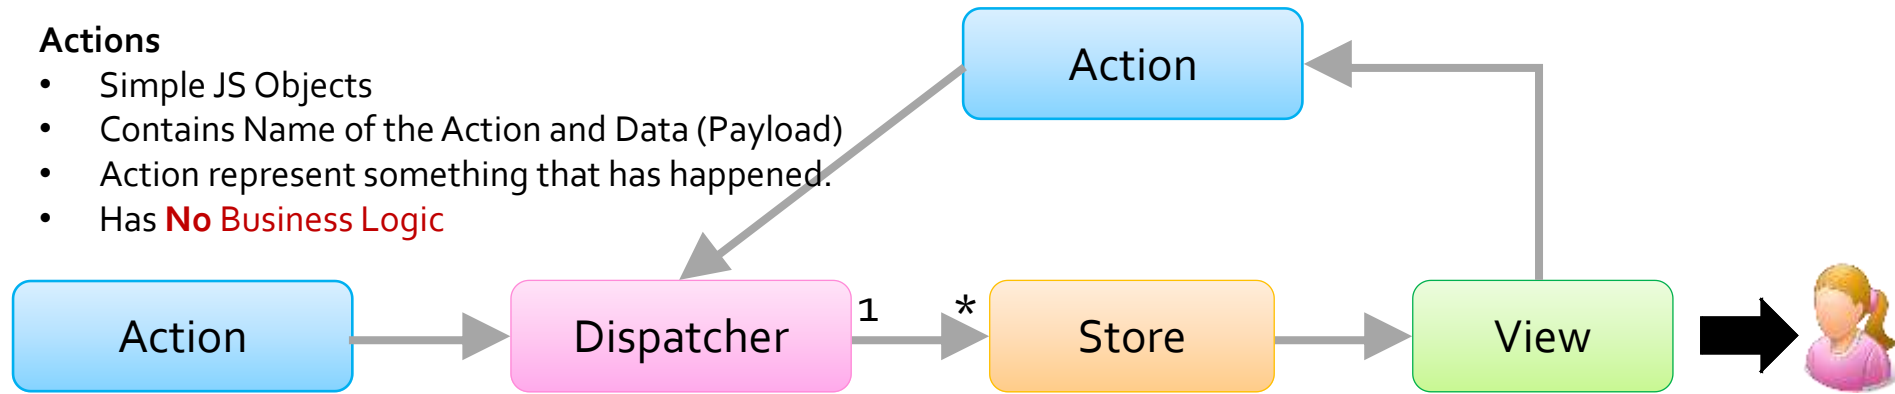 Actions
• Simple JS Objects
• Contains Name of the Action and Data (Payload)
• Action represent something that has happened.
• Has No Business Logic
Action
Action
Dispatcher
1 *
Store
View